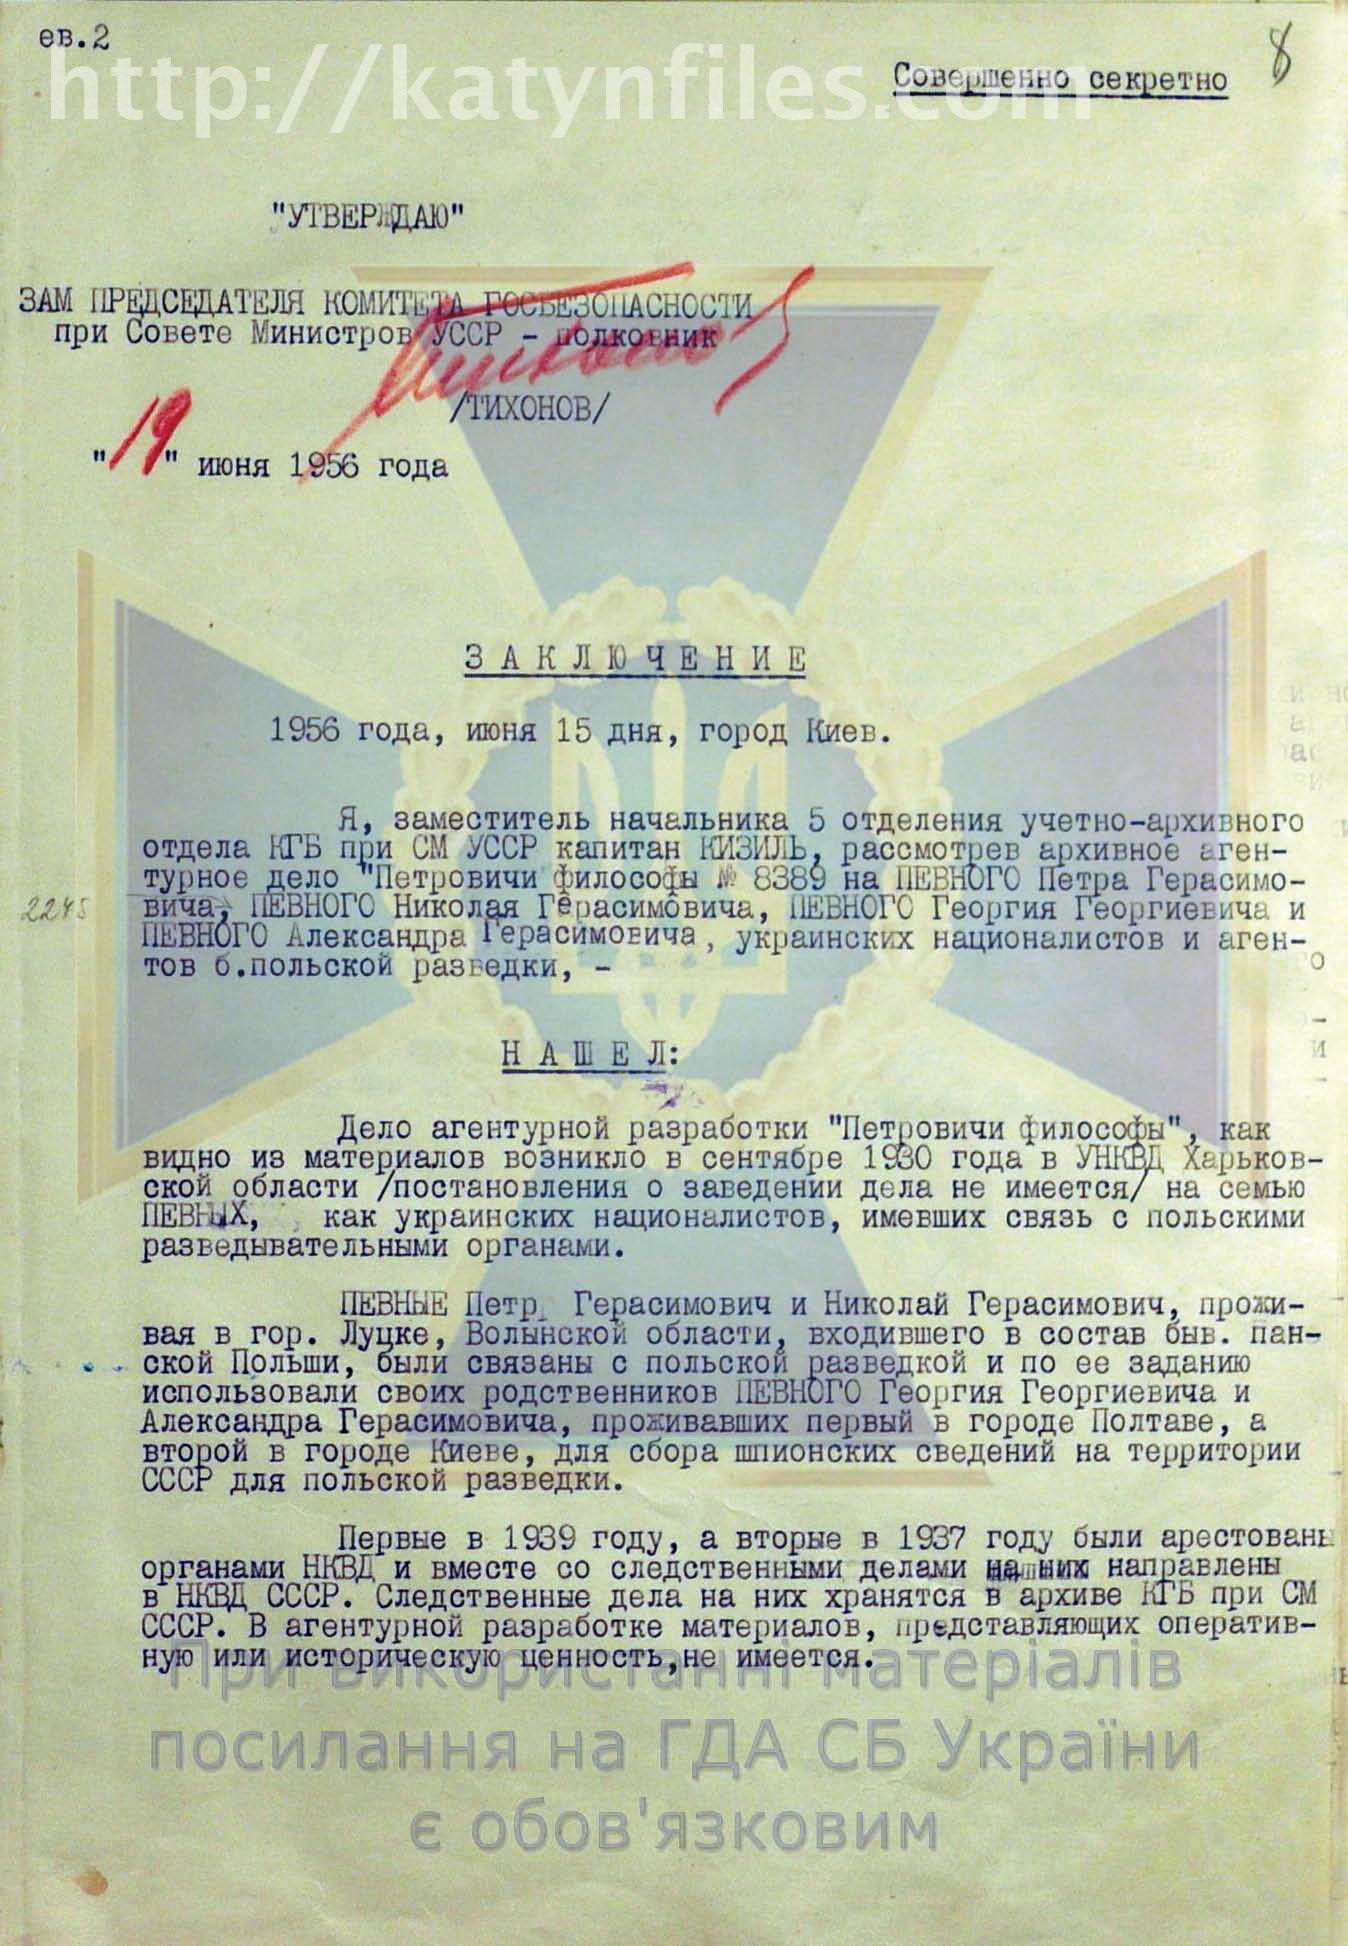 ев.2
http://katynfiles.com
Совершенно секретно
8
"УТВЕРЖДАЮ"
ЗАМ ПРЕДСЕДАТЕЛЯ КОМИТЕТА ГОСБЕЗОПАСНОСТИ
при Совете Министров УССР - полковник
/ТИХОНОВ/
"19" июня 1956 года
ЗАКЛЮЧЕНИЕ
1956 года, июня 15 дня, город Киев.
Я, заместитель начальника 5 отделения учетно-архивного
отдела КГБ при СМ УССР капитан КИЗИЛЬ, рассмотрев архивное аген-
турное дело "Петровичи философы № 8389 на ПЕВНОГО Петра Герасимо-
2245
вича, ПЕВНОГО Николая Герасимовича, ПЕВНОГО Георгия Георгиевича и
ПЕВНОГО Александра Герасимовича, украинских националистов и аген-
тов б.польской разведки, -
НАШЕЛ:
Дело агентурной разработки "Петровичи философы", как
видно из материалов возникло в сентябре 1930 года в УНКВД Харьков-
ской области /постановления о заведении дела не имеется/ на семью
ПЕВНЫХ, как украинских националистов, имевших связь с польскими
разведывательными органами.
ПЕВНЫЕ Петр Герасимович и Николай Герасимович, прожи-
вая в гор. Луцке, Волынской области, входившего в состав быв. пан-
ской Польши, были связаны с польской разведкой и по ее заданию
использовали своих родственников ПЕВНОГО Георгия Георгиевича и
Александра Герасимовича, проживавших первый в городе Полтаве, а
второй в городе Киеве, для сбора шпионских сведений на территории
СССР для польской разведки.
Первые в 1939 году, а вторые в 1937 году были арестованы
органами НКВД и вместе со следственными делами направлены
в НКВД СССР. Следственные дела на них хранятся в архиве КГБ при СМ
СССР. В агентурной разработке материалов, представляющих оператив-
ную или историческую ценность,не имеется.
При використанні матеріалів
посилання на ГДА СБ України
є обов'язковим